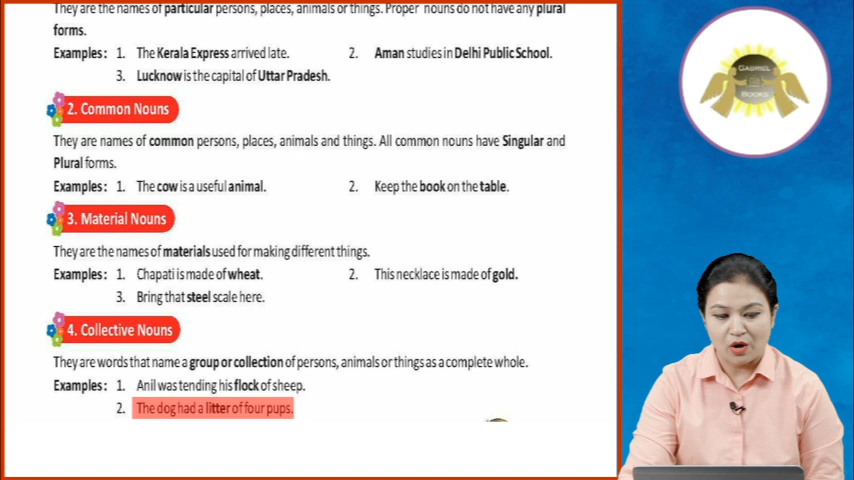 They are the names of particular persons, places, animals or things. Proper nouns do not have any plural
forms.
Examples: 1. The Kerala Express arrived late. 2. Aman studies in Delhi Public School.
3. Lucknow is the capital of Uttar Pradesh.
2. Common Nouns
They are names of common persons, places, animals and things. All common nouns have Singular and
Plural forms.
Examples: 1. The cow is a useful animal. 2. Keep the book on the table.
3. Material Nouns
They are the names of materials used for making different things.
Examples: 1. Chapati is made of wheat. 2. This necklace is made of gold.
3. Bring that steel scale here.
4. Collective Nouns
They are words that name a group or collection of persons, animals or things as a complete whole.
Examples: 1. Anil was tending his flock of sheep.
2. The dog had a litter of four pups.
GABRIEL
BOOKS